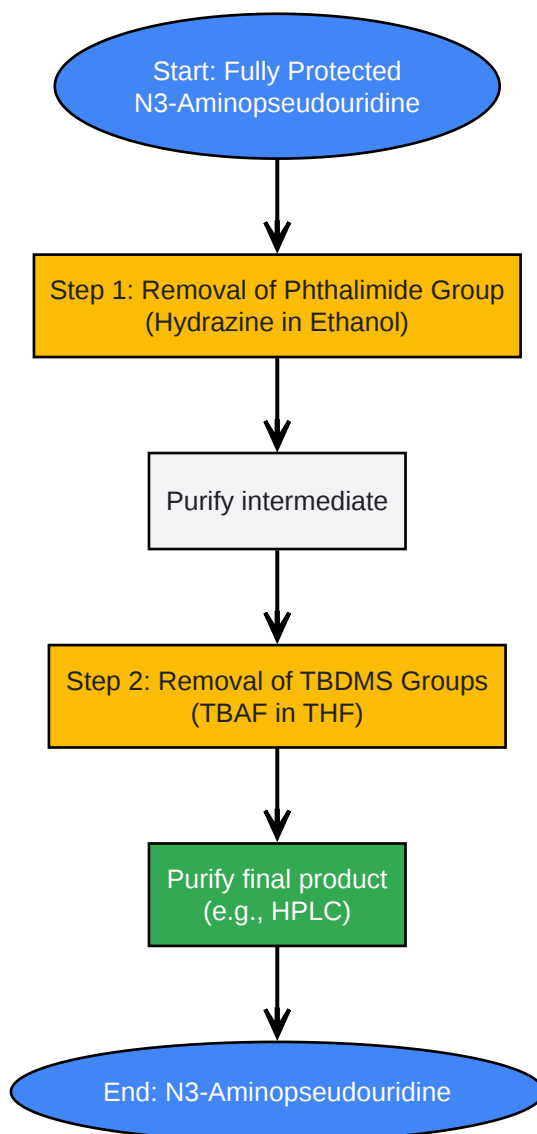 Start: Fully Protected
N3-Aminopseudouridine
Step 1: Removal of Phthalimide Group
(Hydrazine in Ethanol)
Purify intermediate
Step 2: Removal of TBDMS Groups
(TBAF in THF)
Purify final product
(e.g., HPLC)
End: N3-Aminopseudouridine